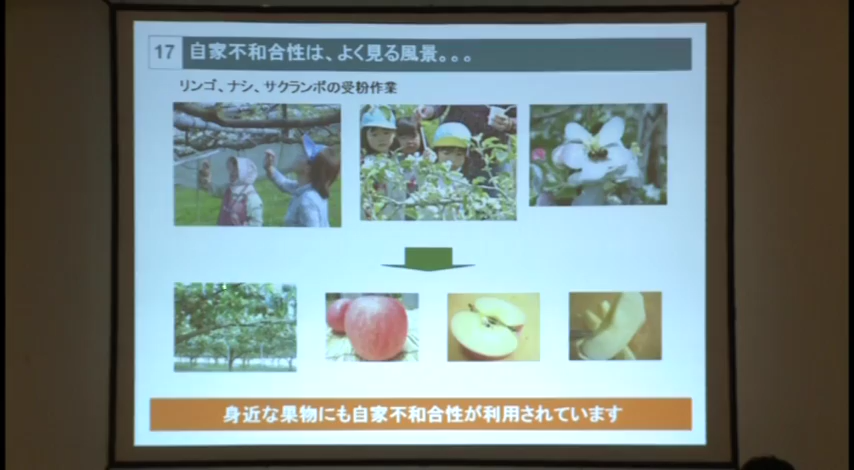 17 自家不和合性は、よく見る風景。。。
リンゴ、ナシ、サクランボの受粉作業
身近な果物にも自家不和合性が利用されています